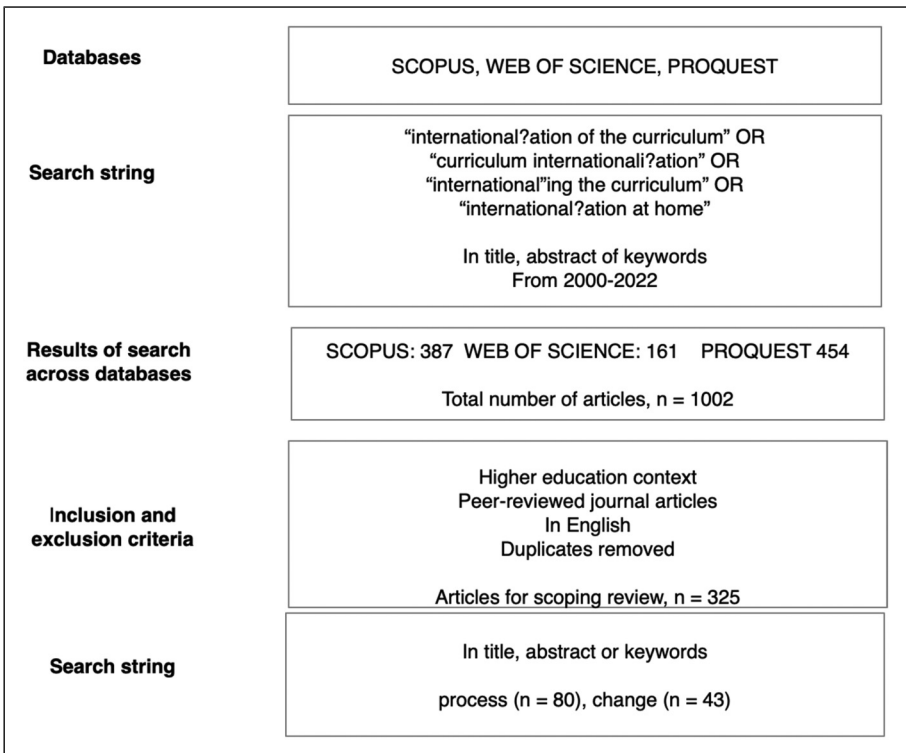 Databases
SCOPUS, WEB OF SCIENCE, PROQUEST
Search string
“international?ation of the curriculum” OR
“curriculum internationali?ation” OR
“international”ing the curriculum” OR
“international?ation at home”
In title, abstract of keywords
From 2000-2022
Results of search
across databases
SCOPUS: 387 WEB OF SCIENCE: 161 PROQUEST 454
Total number of articles, n = 1002
Inclusion and
exclusion criteria
Higher education context
Peer-reviewed journal articles
In English
Duplicates removed
Articles for scoping review, n = 325
Search string
In title, abstract or keywords
process (n = 80), change (n = 43)